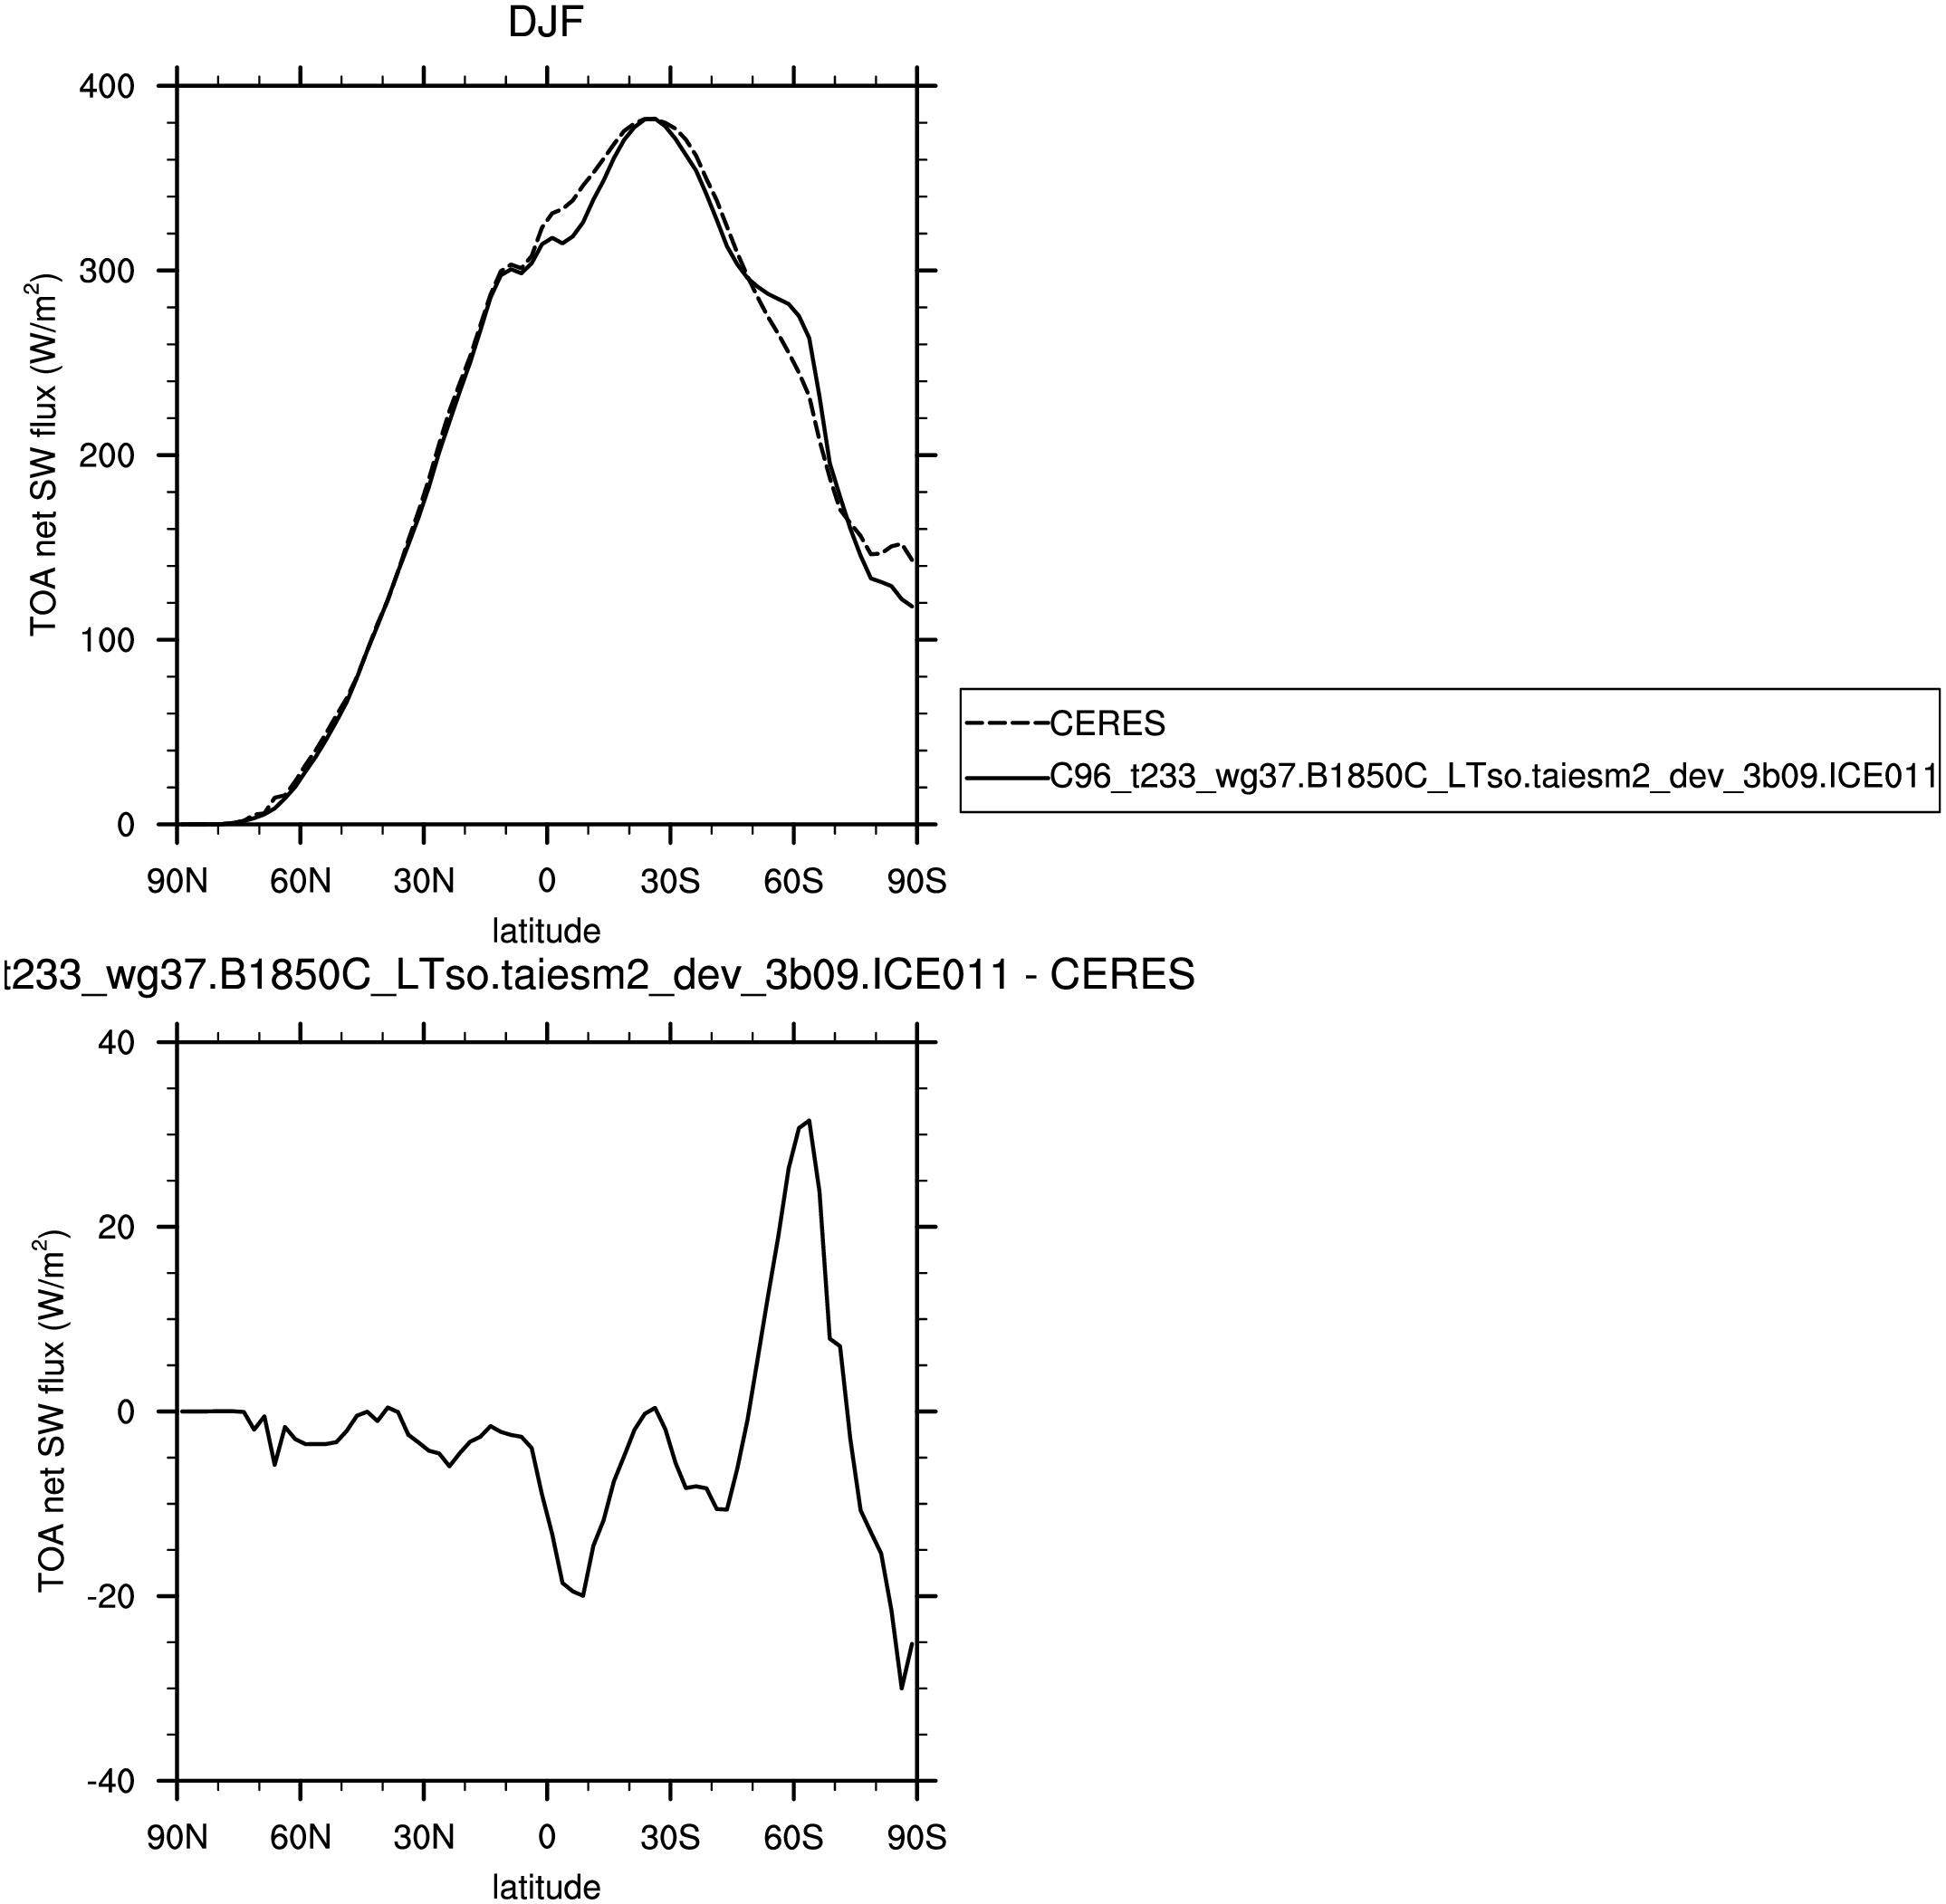 DJF
TOA net SW flux (W/m²)
400
300
200
100
0
90N 60N 30N 0 30S 60S 90S
latitude
CERES
C96_t233_wg37.B1850C_LTso.taiesm2_dev_3b09.ICE011
t233_wg37.B1850C_LTso.taiesm2_dev_3b09.ICE011 - CERES
TOA net SW flux (W/m²)
40
20
0
-20
-40
90N 60N 30N 0 30S 60S 90S
latitude